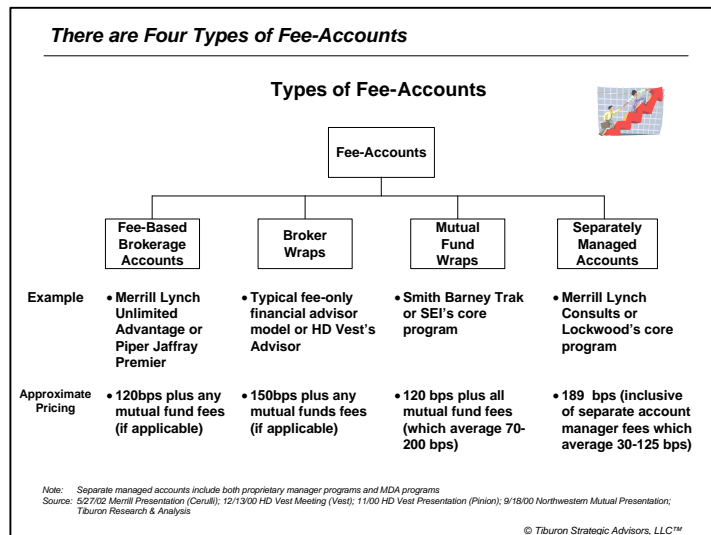 There are Four Types of Fee-Accounts
Types of Fee-Accounts
Fee-Accounts
Fee-Based
Brokerage
Accounts
Broker
Wraps
Mutual
Fund
Wraps
Separately
Managed
Accounts
Example
• Merrill Lynch
Unlimited
Advantage or
Piper Jaffray
Premier
• Typical fee-only
financial advisor
model or HD Vest's
Advisor
• Smith Barney Trak
or SEI's core
program
• Merrill Lynch
Consults or
Lockwood's core
program
Approximate
Pricing
• 120bps plus any
mutual fund fees
(if applicable)
• 150bps plus any
mutual funds fees
(if applicable)
• 120 bps plus all
mutual fund fees
(which average 70-
200 bps)
• 189 bps (inclusive
of separate account
manager fees which
average 30-125 bps)
Note: Separate managed accounts include both proprietary manager programs and MDA programs
Source: 5/27/02 Merrill Presentation (Cerulli); 12/13/00 HD Vest Meeting (Vest); 11/00 HD Vest Presentation (Pinion); 9/18/00 Northwestern Mutual Presentation;
Tiburon Research & Analysis
© Tiburon Strategic Advisors, LLC™